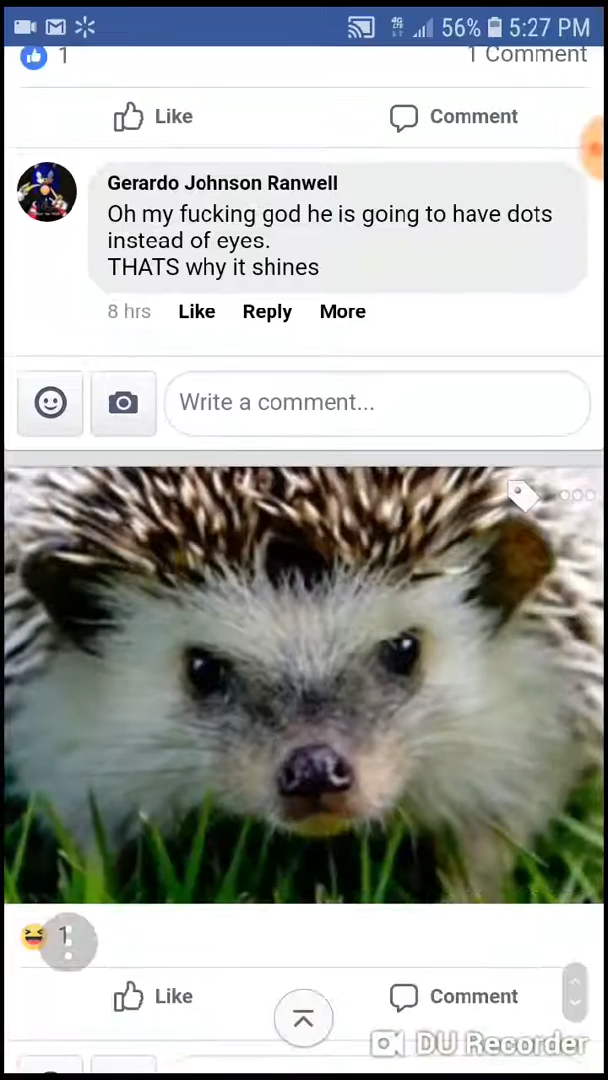 4G LTE 56% 5:27 PM
1 1 Comment
Like Comment
Gerardo Johnson Ranwell
Oh my fucking god he is going to have dots
instead of eyes.
THATS why it shines
8 hrs Like Reply More
Write a comment...
1
Like Comment
DU Recorder